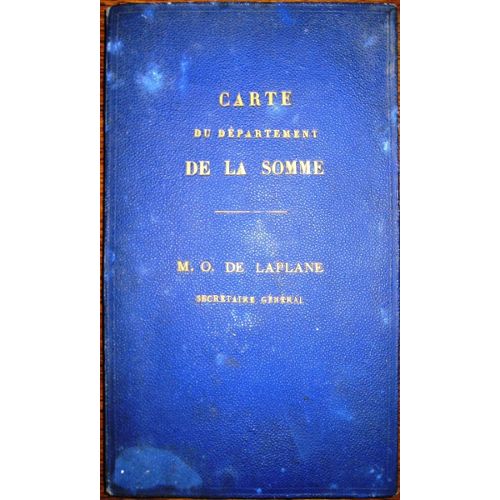 CARTE
DU DÉPARTEMENT
DE LA SOMME
M. O. DE LAPLANE
SECRÉTAIRE GÉNÉRAL